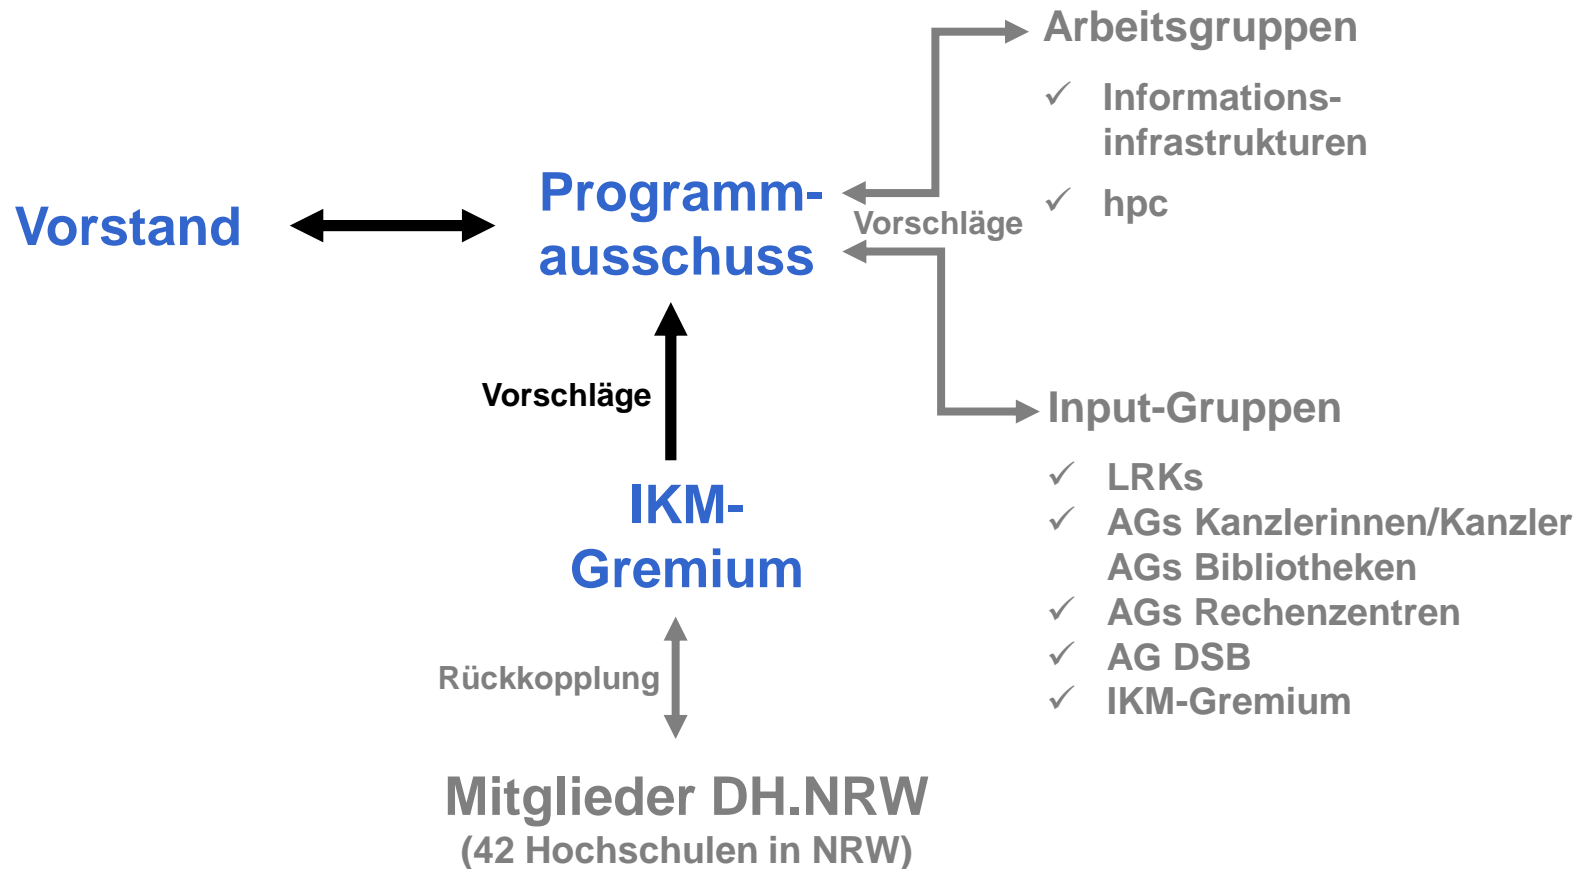 Arbeitsgruppen
✓ Informations-
infrastrukturen
✓ hpc
Vorstand
Programm-
ausschuss
Vorschläge
Vorschläge
Input-Gruppen
✓ LRKs
✓ AGs Kanzlerinnen/Kanzler
AGs Bibliotheken
✓ AGs Rechenzentren
✓ AG DSB
✓ IKM-Gremium
IKM-
Gremium
Rückkopplung
Mitglieder DH.NRW
(42 Hochschulen in NRW)